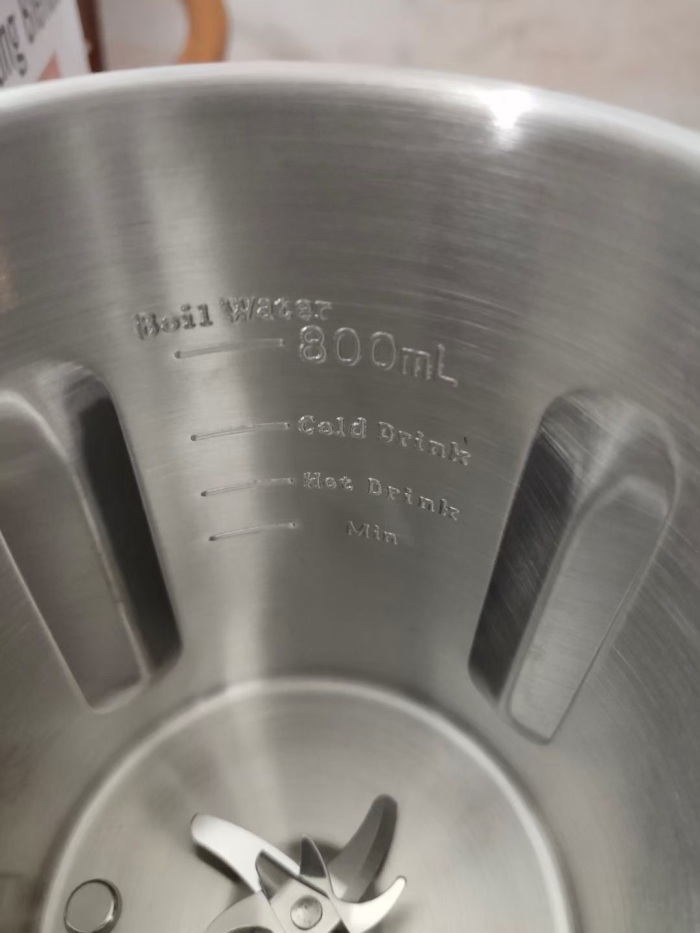 Boil Water
800mL
Cold Drink
Hot Drink
Min